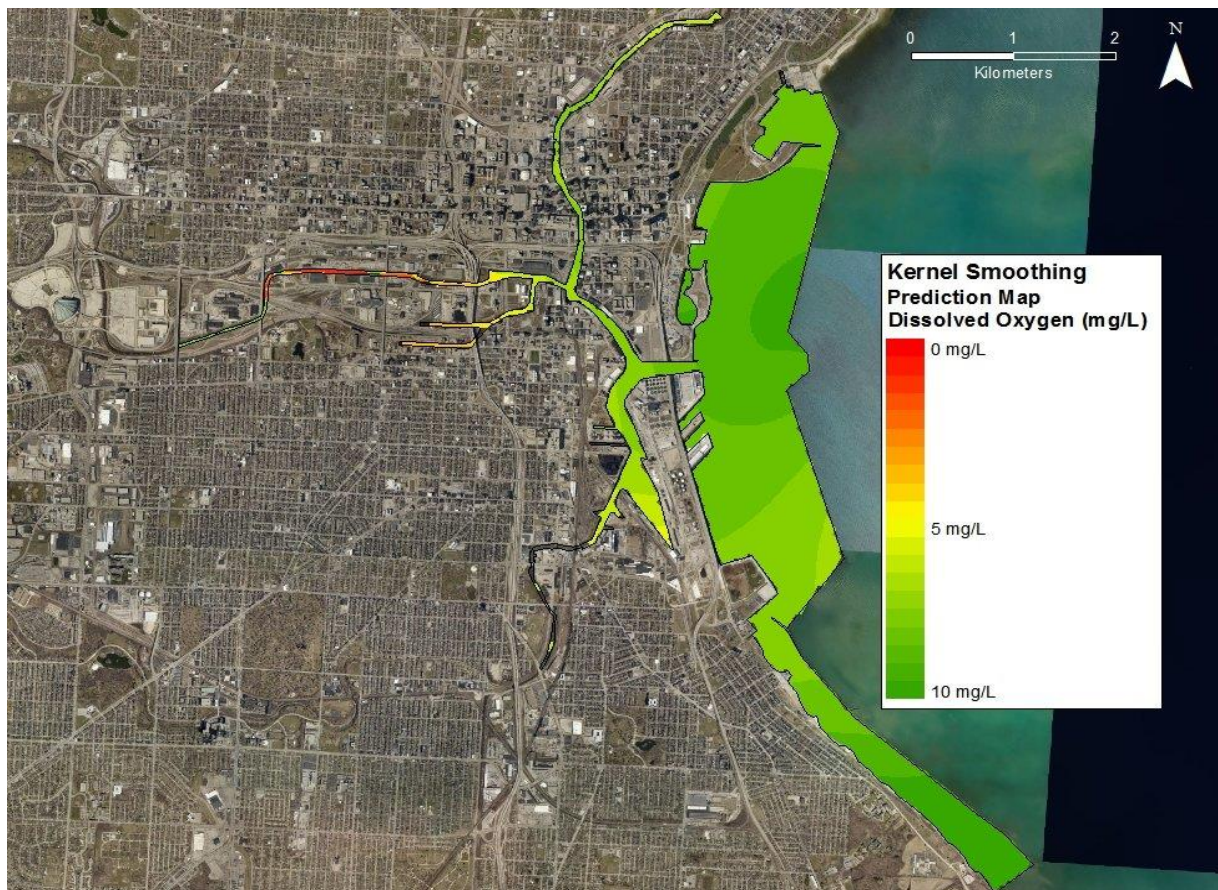 0 1 2
Kilometers
N
Kernel Smoothing
Prediction Map
Dissolved Oxygen (mg/L)
0 mg/L
5 mg/L
10 mg/L